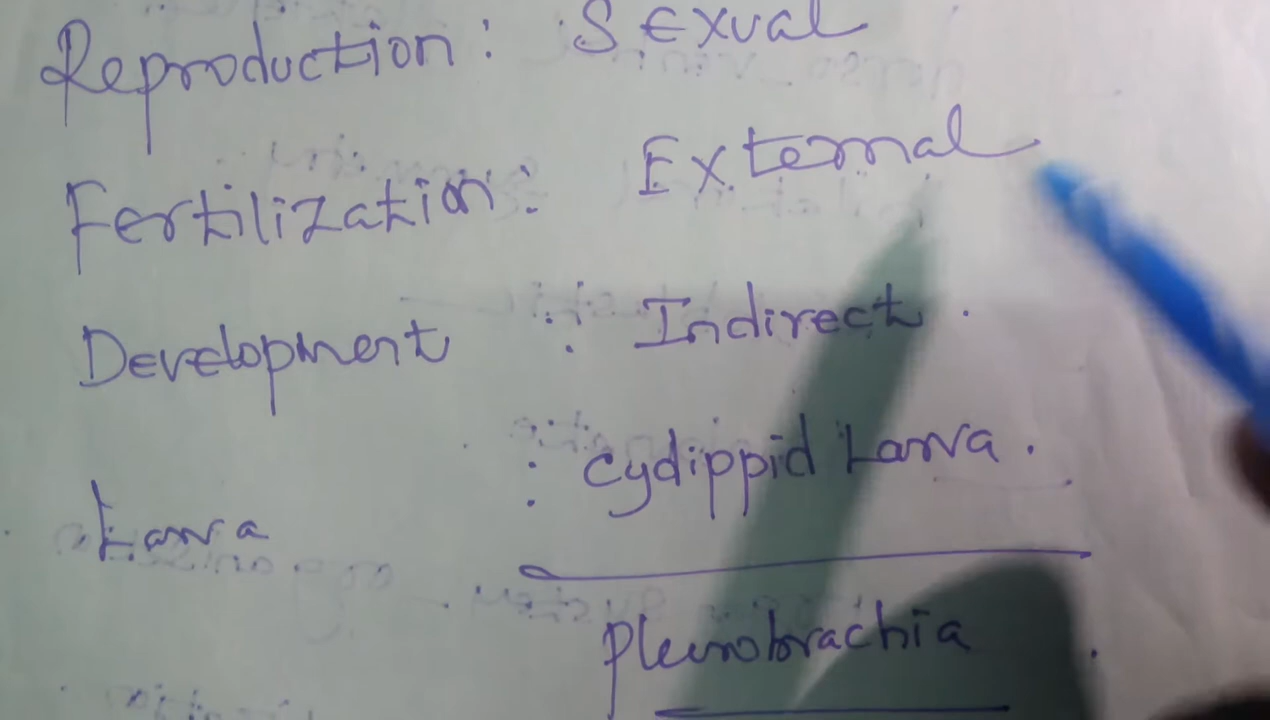 Reproduction : Sexual
Fertilization : External
Development : Indirect .
Larva : Cydippid Larva .
Pleurobrachia .